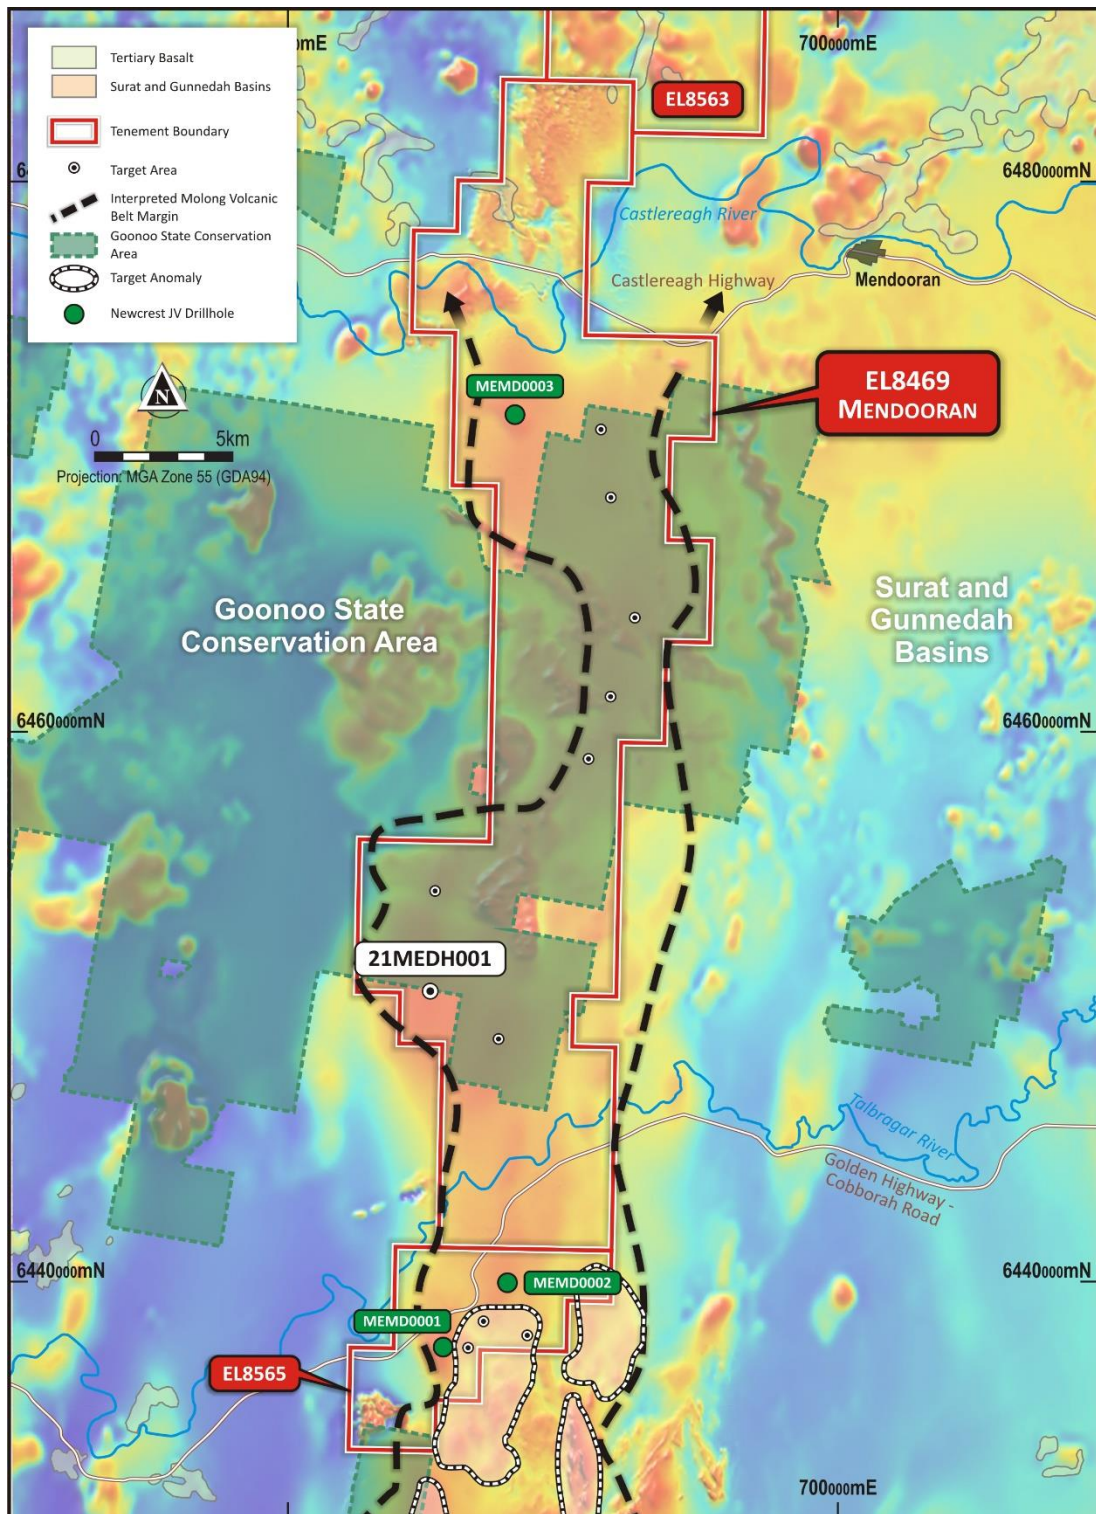 mE
700000mE
Tertiary Basalt
Surat and Gunnedah Basins
Tenement Boundary
Target Area
Interpreted Molong Volcanic
Belt Margin
Goonoo State Conservation
Area
Target Anomaly
Newcrest JV Drillhole
EL8563
6480000mN
Castlereagh River
Castlereagh Highway
Mendooran
N
0 5km
Projection: MGA Zone 55 (GDA94)
MEMD0003
EL8469
MENDOORAN
Goonoo State
Conservation Area
Surat and
Gunnedah
Basins
6460000mN
6460000mN
21MEDH001
Talbragar River
Golden Highway -
Cobborah Road
6440000mN
6440000mN
MEMD0002
MEMD0001
EL8565
700000mE